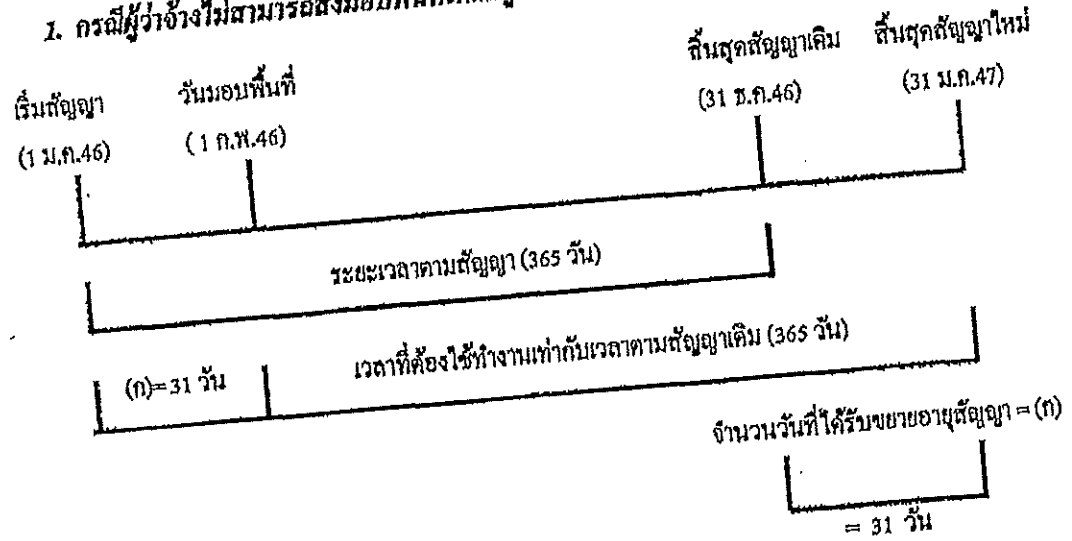 1. กรณีผู้ว่าจ้างไม่สามารถส่งมอบพื้นที่
เริ่มสัญญา
(1 ม.ค.46)
วันมอบพื้นที่
( 1 ก.พ.46)
สิ้นสุดสัญญาเดิม
(31 ธ.ค.46)
สิ้นสุดสัญญาใหม่
(31 ม.ค.47)
ระยะเวลาตามสัญญา (365 วัน)
(ก)=31 วัน
เวลาที่ต้องใช้ทำงานเท่ากับเวลาตามสัญญาเดิม (365 วัน)
จำนวนวันที่ได้รับขยายอายุสัญญา = (ก)
= 31 วัน